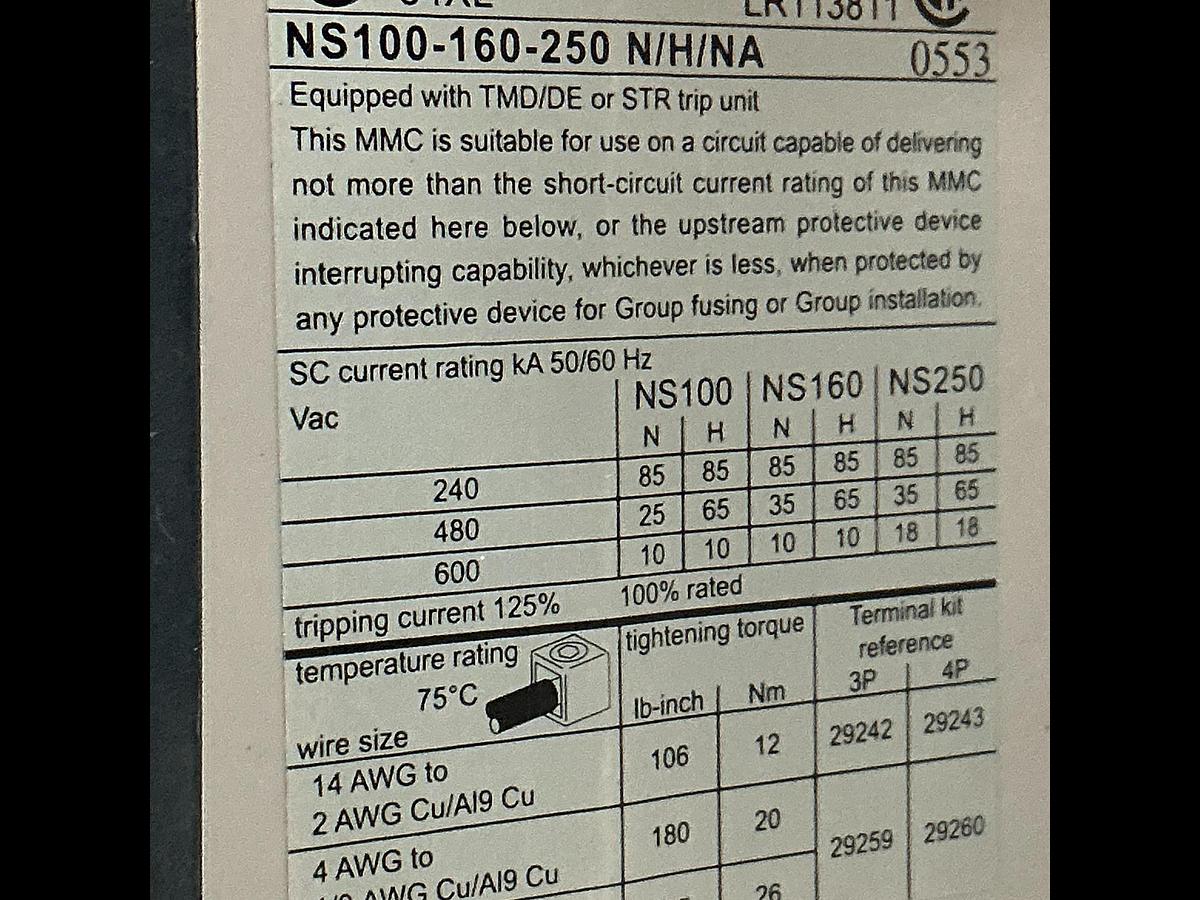 LR113811
NS100-160-250 N/H/NA 0553
Equipped with TMD/DE or STR trip unit
This MMC is suitable for use on a circuit capable of delivering
not more than the short-circuit current rating of this MMC
indicated here below, or the upstream protective device
interrupting capability, whichever is less, when protected by
any protective device for Group fusing or Group installation.
SC current rating kA 50/60 Hz
Vac NS100 NS160 NS250
N H N H N H
240 85 85 85 85 85 85
480 25 65 35 65 35 65
600 10 10 10 10 18 18
tripping current 125% 100% rated
temperature rating tightening torque Terminal kit
reference
75°C lb-inch Nm 3P 4P
wire size
14 AWG to 106 12 29242 29243
2 AWG Cu/Al9 Cu
4 AWG to 180 20 29259 29260
AWG Cu/Al9 Cu 26